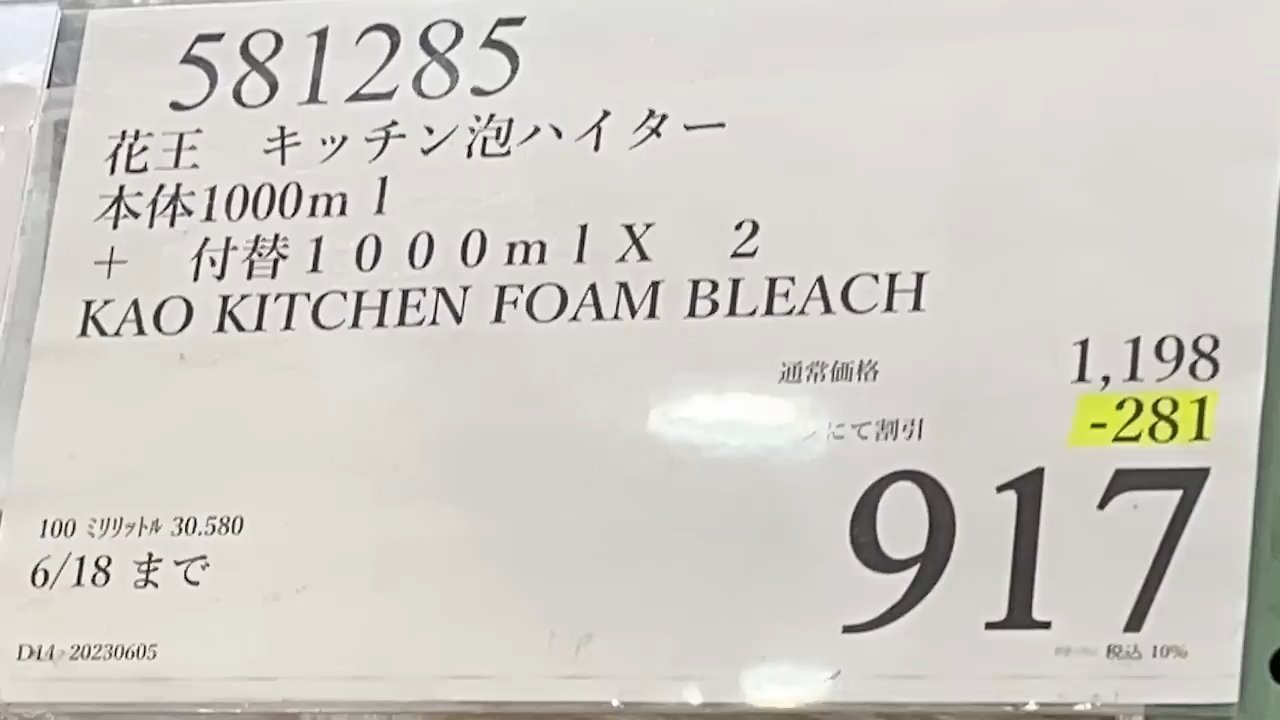 581285
花王　キッチン泡ハイター
本体1000ml
＋　付替１０００ｍｌＸ　２
KAO KITCHEN FOAM BLEACH
通常価格 1,198
にて割引 -281
917
100 ミリリットル 30.580
6/18 まで
D14 20230605
税込 10%